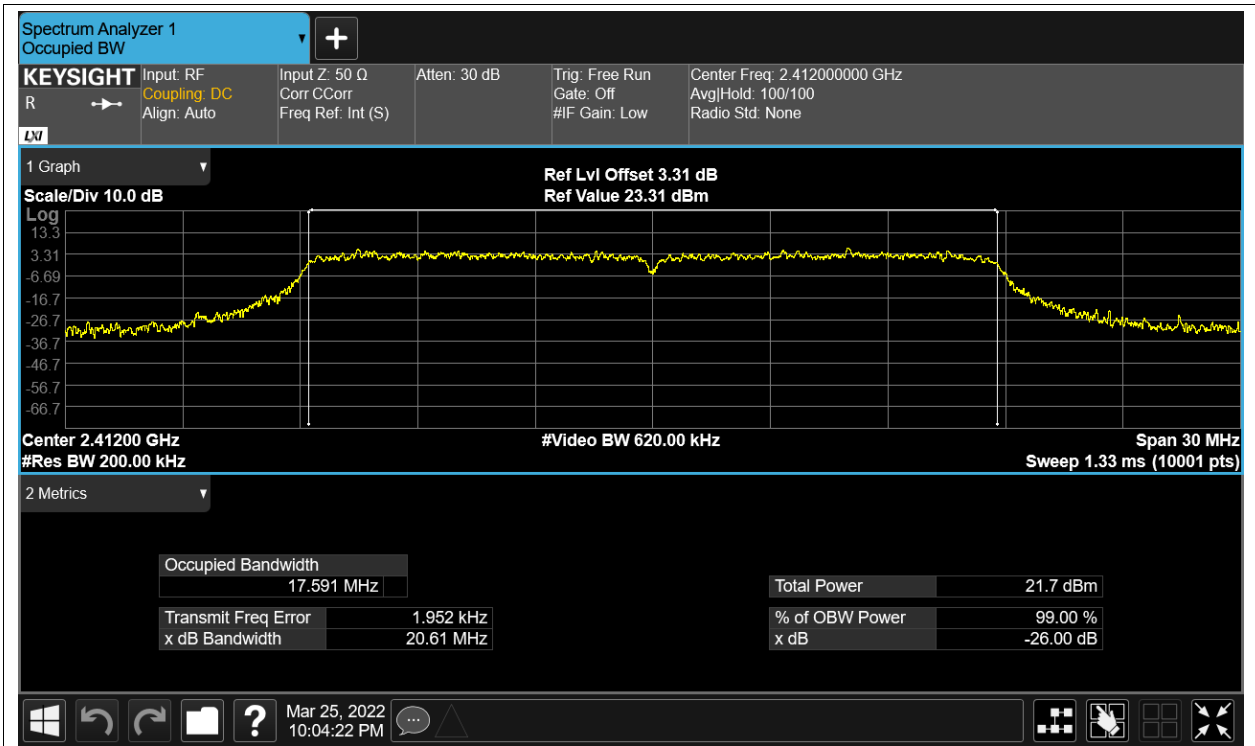 Spectrum Analyzer 1
Occupied BW
KEYSIGHT Input: RF Input Z: 50 Ω Atten: 30 dB Trig: Free Run Center Freq: 2.412000000 GHz
R Coupling: DC Corr CCorr Gate: Off Avg|Hold: 100/100
Align: Auto Freq Ref: Int (S) #IF Gain: Low Radio Std: None
LXI
1 Graph
Ref Lvl Offset 3.31 dB
Scale/Div 10.0 dB Ref Value 23.31 dBm
Log
13.3
3.31
-6.69
-16.7
-26.7
-36.7
-46.7
-56.7
-66.7
Center 2.41200 GHz #Video BW 620.00 kHz Span 30 MHz
#Res BW 200.00 kHz Sweep 1.33 ms (10001 pts)
2 Metrics
Occupied Bandwidth
17.591 MHz Total Power 21.7 dBm
Transmit Freq Error 1.952 kHz % of OBW Power 99.00 %
x dB Bandwidth 20.61 MHz x dB -26.00 dB
? Mar 25, 2022
10:04:22 PM